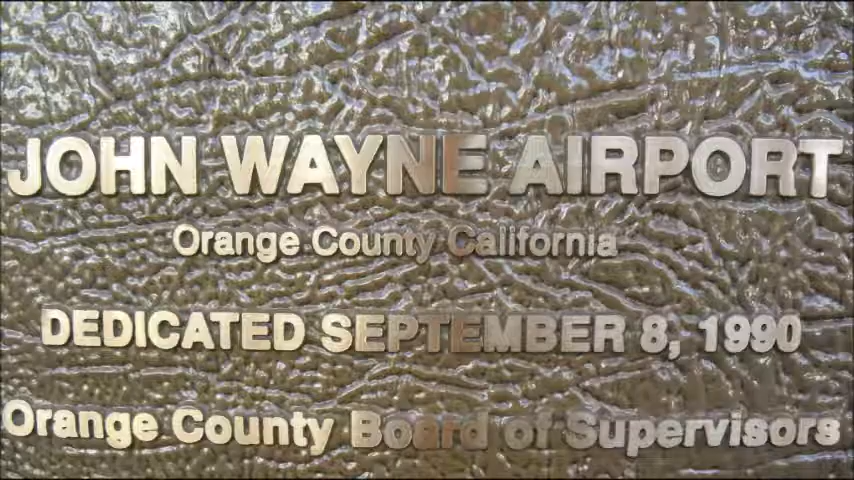 JOHN WAYNE AIRPORT
Orange County California
DEDICATED SEPTEMBER 8, 1990
Orange County Board of Supervisors